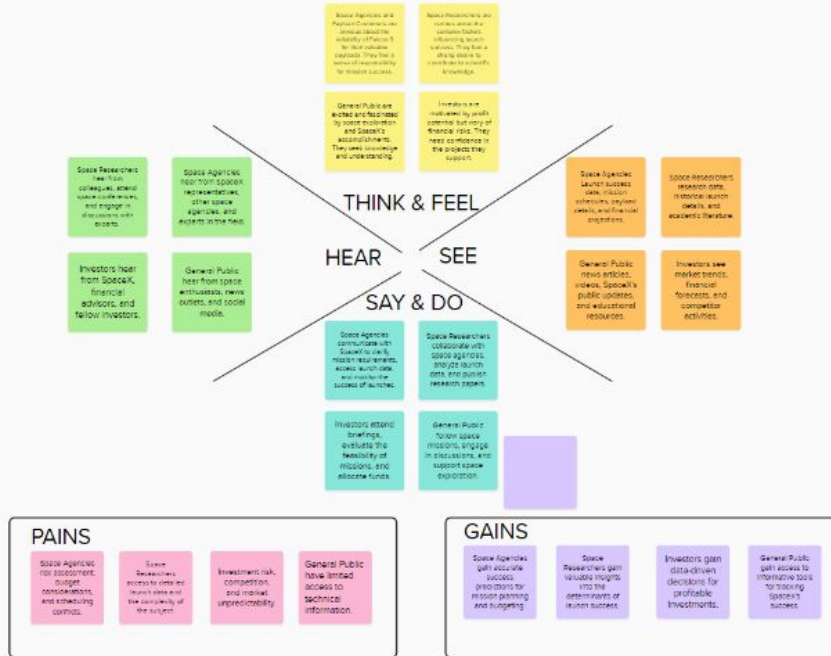 Space Agencies and
Payload Customers are
anxious about the
reliability of Falcon 9
for their valuable
payloads. They feel a
sense of responsibility
for mission success.
Space Researchers are
curious about the
complex factors
influencing launch
success. They feel a
strong desire to
contribute to scientific
knowledge.
General Public are
excited and fascinated
by space exploration
and SpaceX's
accomplishments.
They seek knowledge
and understanding.
Investors are
motivated by profit
potential but wary of
financial risks. They
need confidence in
the projects they
support.
THINK & FEEL
Space Researchers
hear from
colleagues, attend
space conferences,
and engage in
discussions with
experts.
Space Agencies
hear from SpaceX
representatives,
other space
agencies, and
experts in the field.
Investors hear
from SpaceX,
financial
advisors, and
fellow investors.
General Public
hear from space
enthusiasts, news
outlets, and social
media.
HEAR
SEE
Space Agencies
Launch success
data, mission
schedules, payload
details, and financial
projections.
Space Researchers
research data,
historical launch
details, and
academic literature.
General Public
news articles,
videos, SpaceX's
public updates,
and educational
resources.
Investors see
market trends,
financial
forecasts, and
competitor
activities.
SAY & DO
Space Agencies
communicate with
SpaceX to clarify
mission requirements,
access launch data,
and monitor the
success of launches.
Space Researchers
collaborate with
space agencies,
analyze launch
data, and publish
research papers.
Investors attend
briefings,
evaluate the
feasibility of
missions, and
allocate funds.
General Public
follow space
missions, engage
in discussions, and
support space
exploration.
PAINS
Space Agencies
risk assessment,
budget
considerations,
and scheduling
conflicts.
Space
Researchers
access to detailed
launch data and
the complexity of
the subject.
Investment risk,
competition,
and market
unpredictability.
General Public
have limited
access to
technical
information.
GAINS
Space Agencies
gain accurate
success
predictions for
mission planning
and budgeting.
Space
Researchers gain
valuable insights
into the
determinants of
launch success.
Investors gain
data-driven
decisions for
profitable
investments.
General Public
gain access to
informative tools
for tracking
SpaceX's
success.